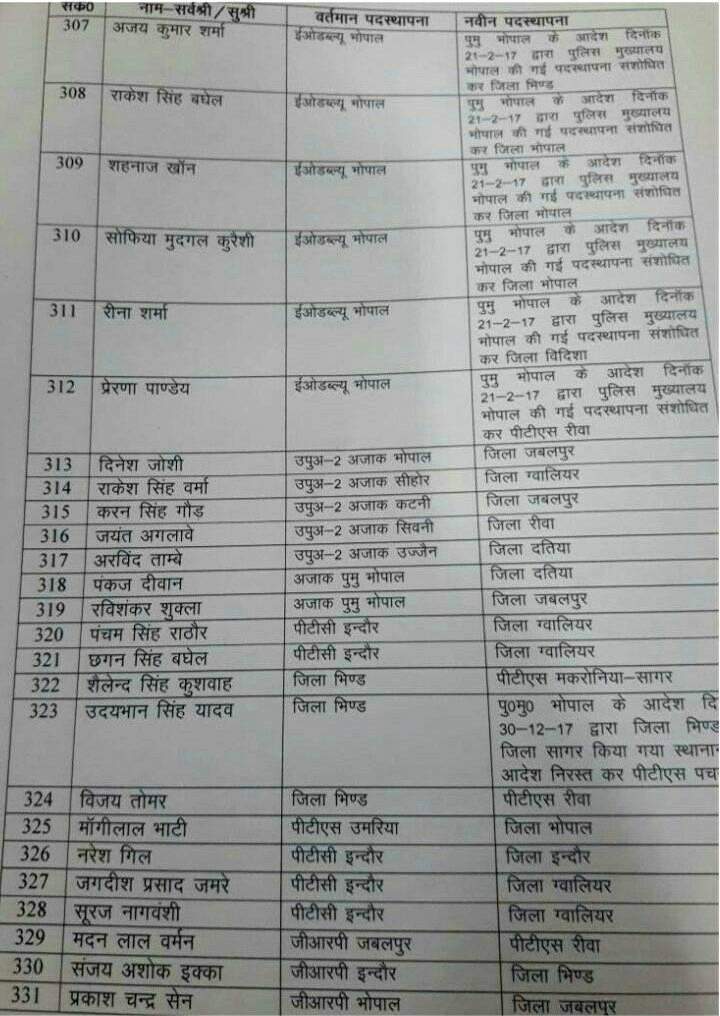 सक0 नाम–सर्वश्री/सुश्री वर्तमान पदस्थापना नवीन पदस्थापना
307 अजय कुमार शर्मा ईओडब्ल्यू भोपाल पुमु भोपाल के आदेश दिनॉक
21–2–17 द्वारा पुलिस मुख्यालय
भोपाल की गई पदस्थापना संशोधित
कर जिला भिण्ड
308 राकेश सिंह बघेल ईओडब्ल्यू भोपाल पुमु भोपाल के आदेश दिनॉक
21–2–17 द्वारा पुलिस मुख्यालय
भोपाल की गई पदस्थापना संशोधित
कर जिला भोपाल
309 शहनाज खॉन ईओडब्ल्यू भोपाल पुमु भोपाल के आदेश दिनॉक
21–2–17 द्वारा पुलिस मुख्यालय
भोपाल की गई पदस्थापना संशोधित
कर जिला भोपाल
310 सोफिया मुदगल कुरैशी ईओडब्ल्यू भोपाल पुमु भोपाल के आदेश दिनॉक
21–2–17 द्वारा पुलिस मुख्यालय
भोपाल की गई पदस्थापना संशोधित
कर जिला भोपाल
311 रीना शर्मा ईओडब्ल्यू भोपाल पुमु भोपाल के आदेश दिनॉक
21–2–17 द्वारा पुलिस मुख्यालय
भोपाल की गई पदस्थापना संशोधित
कर जिला विदिशा
312 प्रेरणा पाण्डेय ईओडब्ल्यू भोपाल पुमु भोपाल के आदेश दिनॉक
21–2–17 द्वारा पुलिस मुख्यालय
भोपाल की गई पदस्थापना संशोधित
कर पीटीएस रीवा
313 दिनेश जोशी उपुअ–2 अजाक भोपाल जिला जबलपुर
314 राकेश सिंह वर्मा उपुअ–2 अजाक सीहोर जिला ग्वालियर
315 करन सिंह गौड़ उपुअ–2 अजाक कटनी जिला जबलपुर
316 जयंत अगलावे उपुअ–2 अजाक सिवनी जिला रीवा
317 अरविंद ताम्बे उपुअ–2 अजाक उज्जैन जिला दतिया
318 पंकज दीवान अजाक पुमु भोपाल जिला दतिया
319 रविशंकर शुक्ला अजाक पुमु भोपाल जिला जबलपुर
320 पंचम सिंह राठौर पीटीसी इन्दौर जिला ग्वालियर
321 छगन सिंह बघेल पीटीसी इन्दौर जिला ग्वालियर
322 शैलेन्द सिंह कुशवाह जिला भिण्ड पीटीएस मकरोनिया–सागर
323 उदयभान सिंह यादव जिला भिण्ड पु0मु0 भोपाल के आदेश दि
30–12–17 द्वारा जिला भिण्ड
जिला सागर किया गया स्थानान
आदेश निरस्त कर पीटीएस पच
324 विजय तोमर जिला भिण्ड पीटीएस रीवा
325 मॉगीलाल भाटी पीटीएस उमरिया जिला भोपाल
326 नरेश गिल पीटीसी इन्दौर जिला इन्दौर
327 जगदीश प्रसाद जमरे पीटीसी इन्दौर जिला ग्वालियर
328 सूरज नागवंशी पीटीसी इन्दौर जिला ग्वालियर
329 मदन लाल वर्मन जीआरपी जबलपुर पीटीएस रीवा
330 संजय अशोक इक्का जीआरपी इन्दौर जिला भिण्ड
331 प्रकाश चन्द्र सेन जीआरपी भोपाल जिला जबलपुर